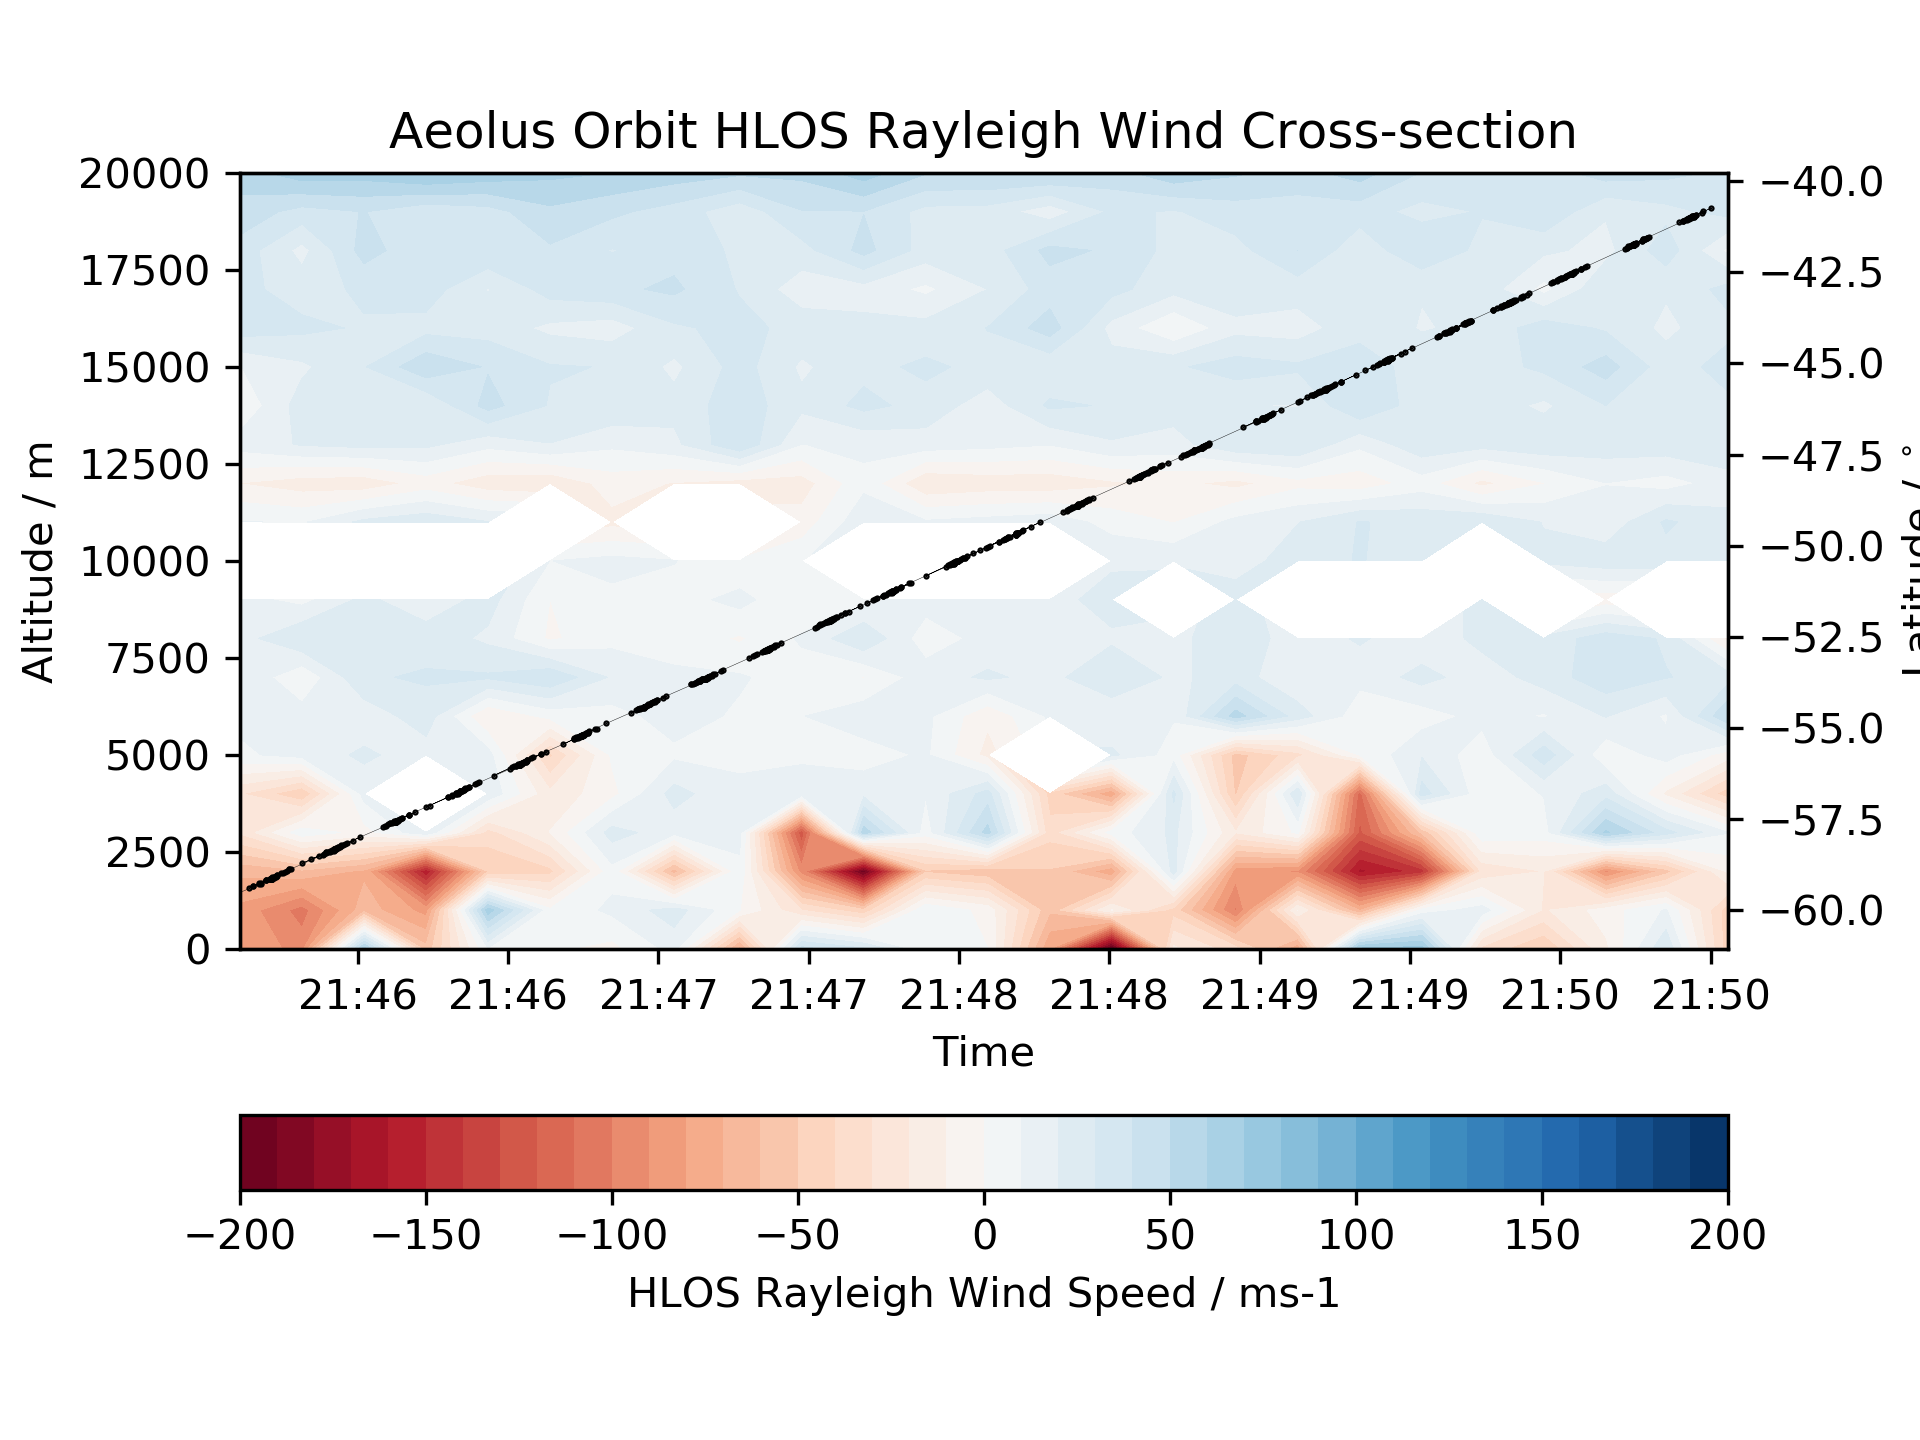 Aeolus Orbit HLOS Rayleigh Wind Cross-section
20000
17500
15000
12500
10000
7500
5000
2500
0
Altitude / m
−40.0
−42.5
−45.0
−47.5
−50.0
−52.5
−55.0
−57.5
−60.0
Latitude / °
21:46 21:46 21:47 21:47 21:48 21:48 21:49 21:49 21:50 21:50
Time
−200 −150 −100 −50 0 50 100 150 200
HLOS Rayleigh Wind Speed / ms-1